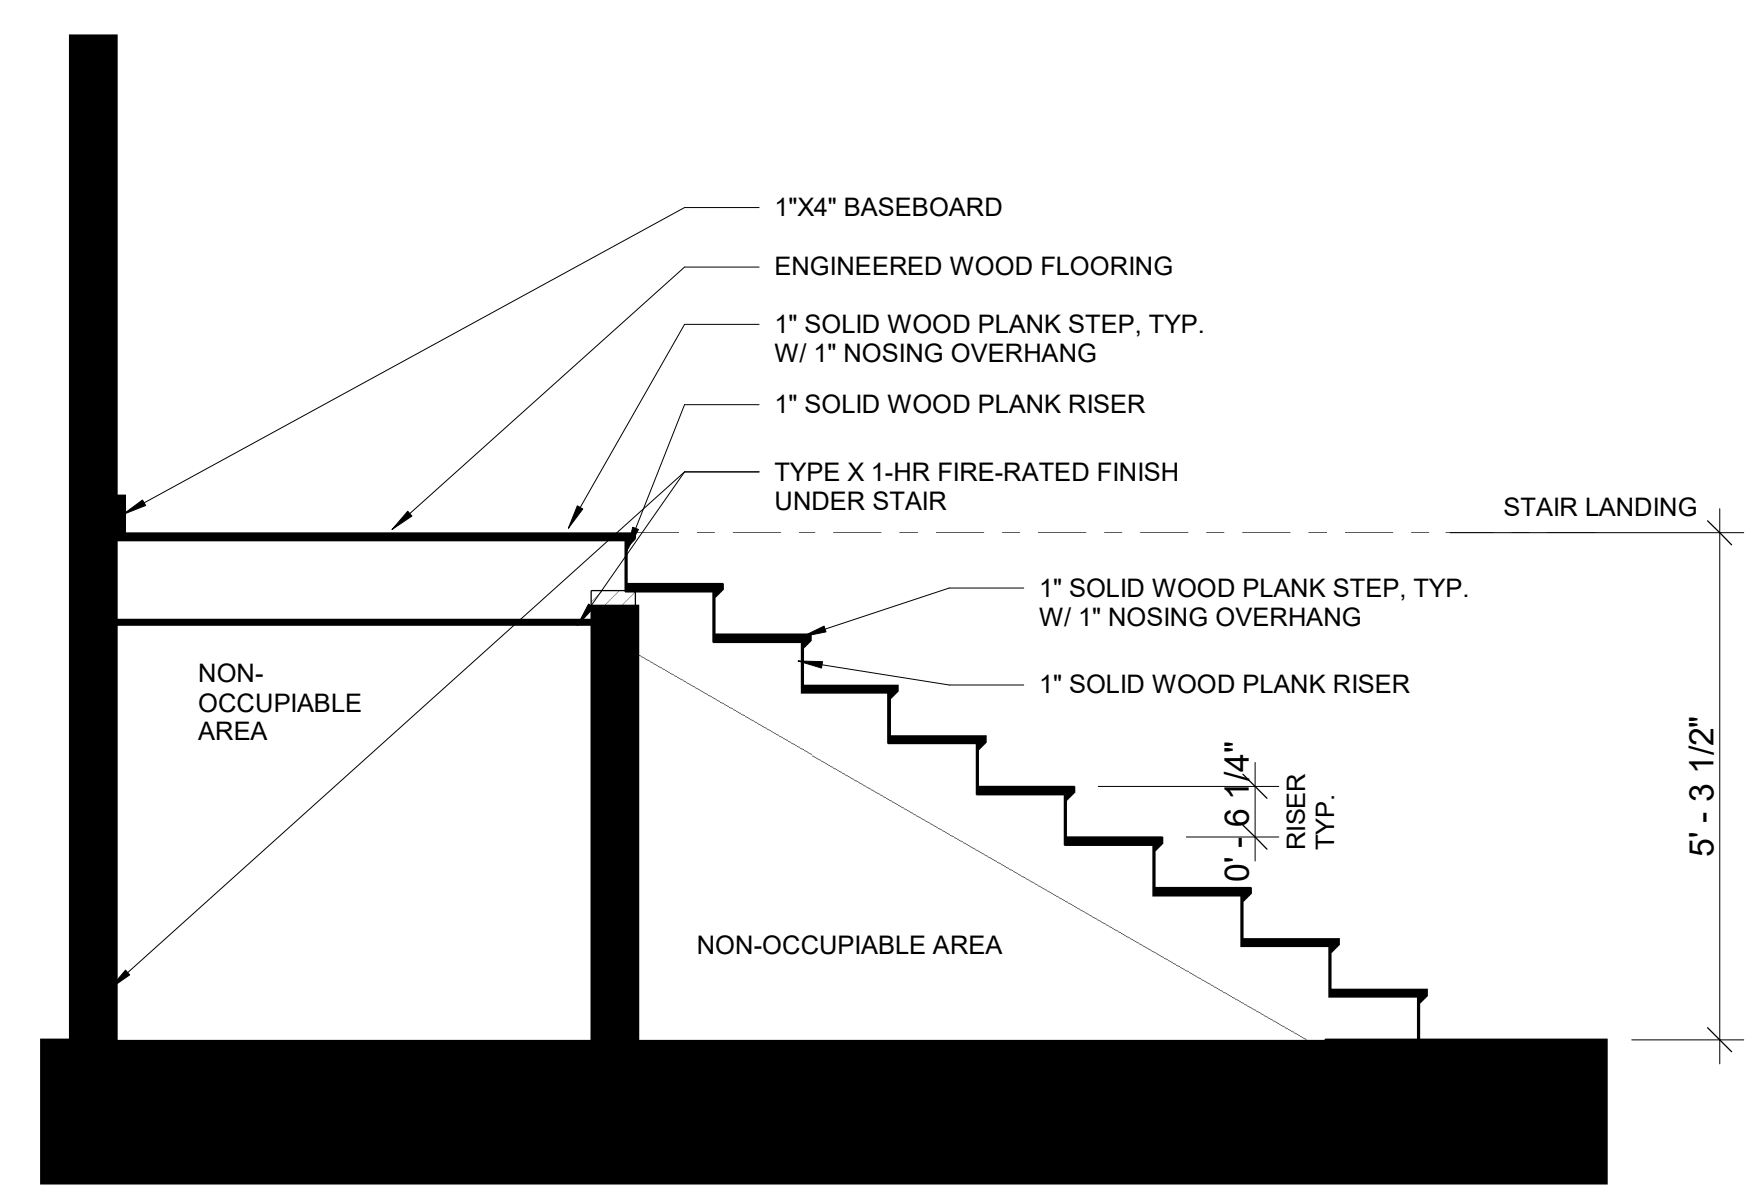 1"X4" BASEBOARD
ENGINEERED WOOD FLOORING
1" SOLID WOOD PLANK STEP, TYP.
W/ 1" NOSING OVERHANG
1" SOLID WOOD PLANK RISER
TYPE X 1-HR FIRE-RATED FINISH
UNDER STAIR
STAIR LANDING
1" SOLID WOOD PLANK STEP, TYP.
W/ 1" NOSING OVERHANG
1" SOLID WOOD PLANK RISER
NON-
OCCUPIABLE
AREA
0' - 6 1/4"
RISER
TYP.
5' - 3 1/2"
NON-OCCUPIABLE AREA